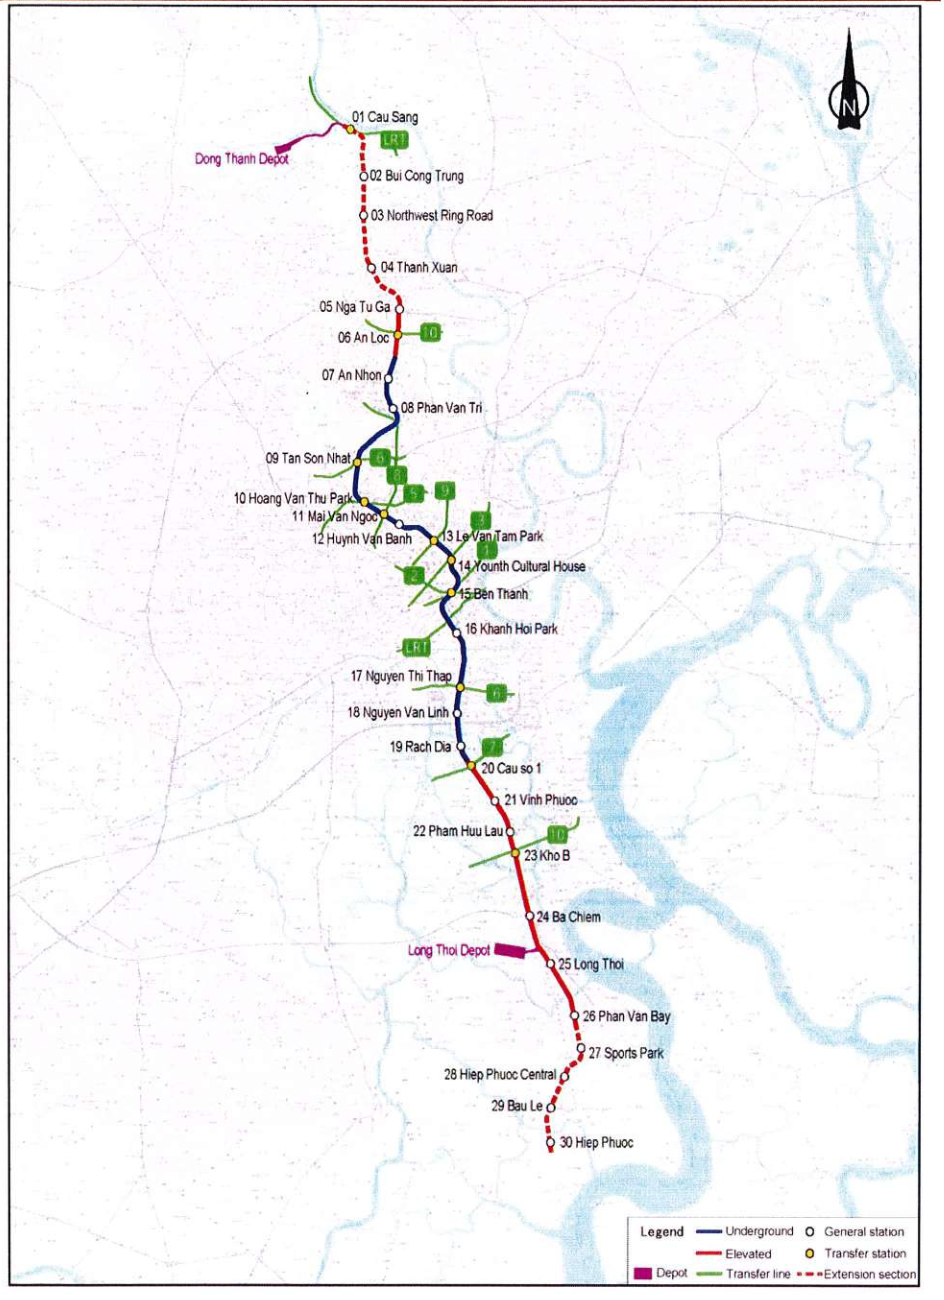 N
01 Cau Sang
LRT
Dong Thanh Depot
02 Bui Cong Trung
03 Northwest Ring Road
04 Thanh Xuan
05 Nga Tu Ga
10
06 An Loc
07 An Nhon
08 Phan Van Tri
09 Tan Son Nhat
6
8
5
9
10 Hoang Van Thu Park
11 Mai Van Ngoc
3
12 Huynh Van Banh
13 Le Van Tam Park
1
14 Younth Cultural House
2
15 Ben Thanh
16 Khanh Hoi Park
LRT
17 Nguyen Thi Thap
6
18 Nguyen Van Linh
19 Rach Dia
7
20 Cau so 1
21 Vinh Phuoc
22 Pham Huu Lau
10
23 Kho B
24 Ba Chiem
Long Thoi Depot
25 Long Thoi
26 Phan Van Bay
27 Sports Park
28 Hiep Phuoc Central
29 Bau Le
30 Hiep Phuoc
Legend
Underground
General station
Elevated
Transfer station
Depot
Transfer line
Extension section